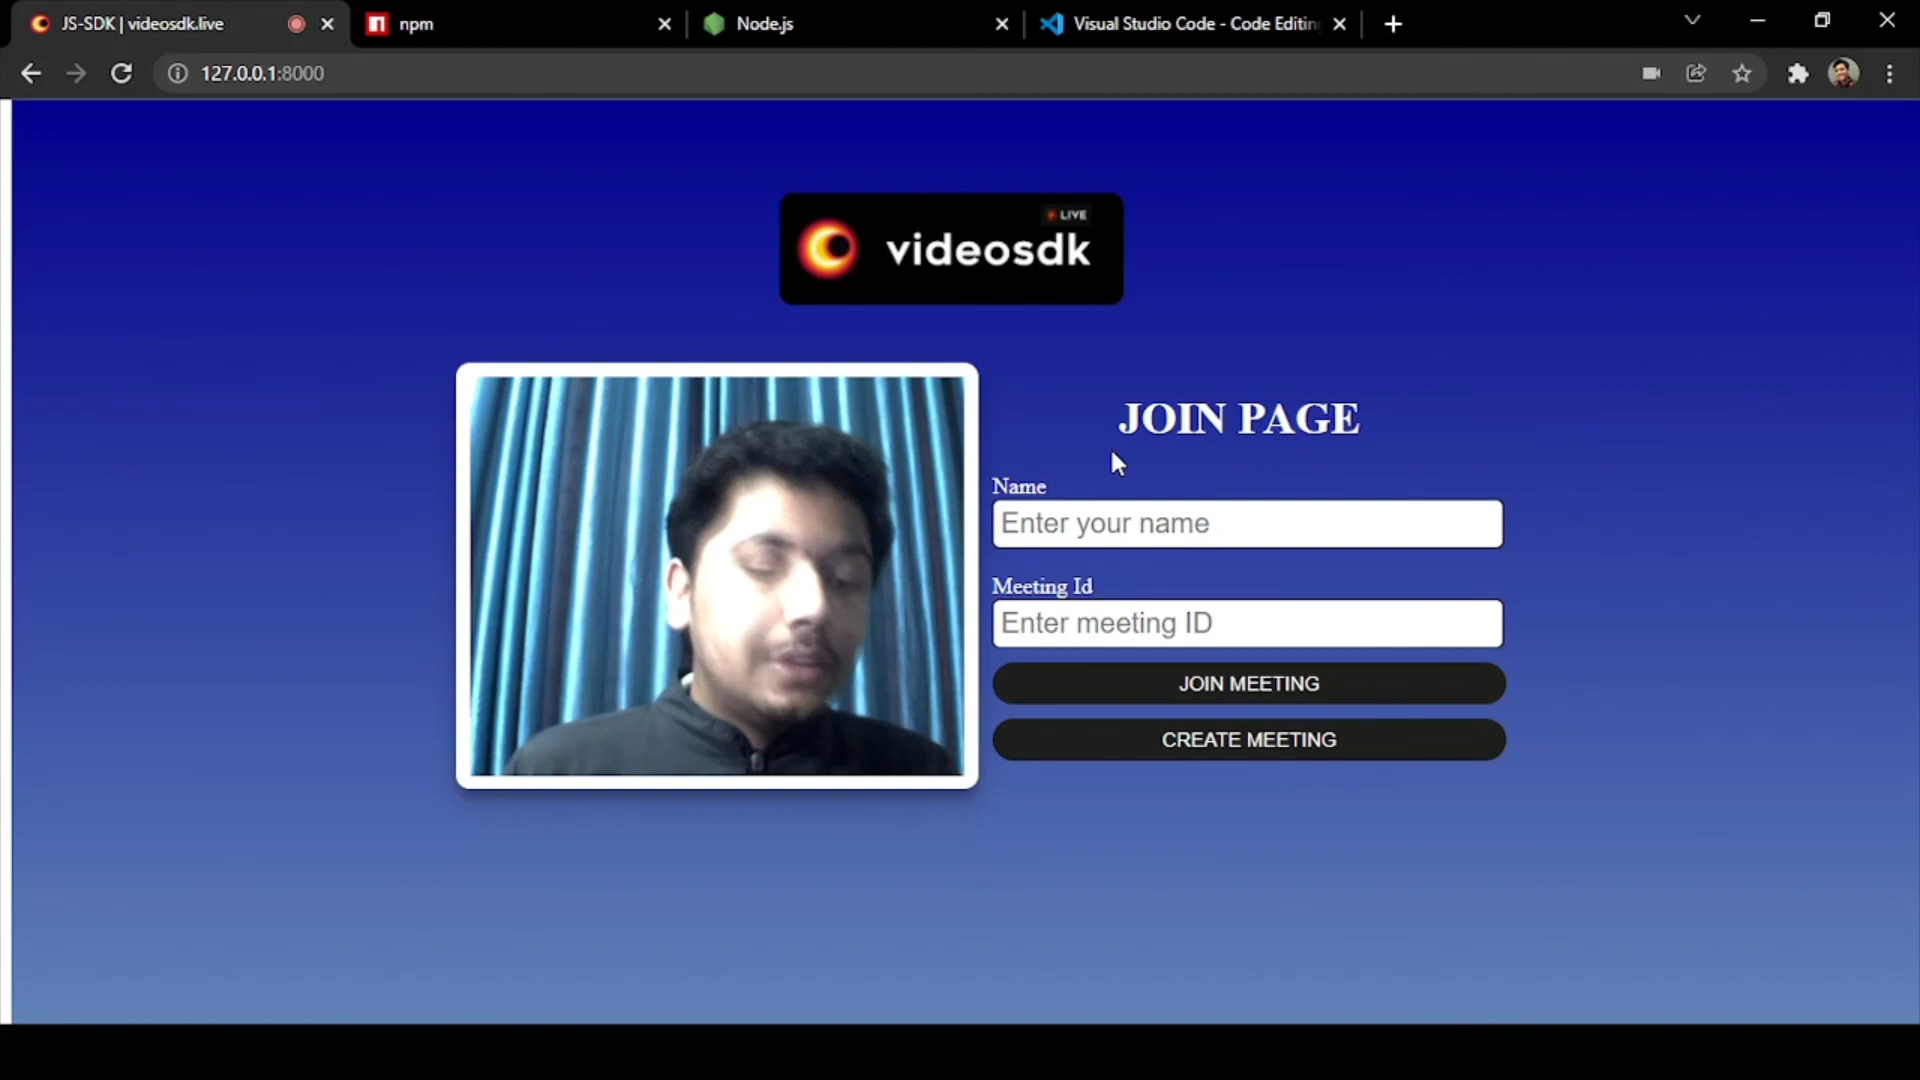 JS-SDK | videosdk.live
npm
Node.js
Visual Studio Code - Code Editin
127.0.0.1:8000
LIVE
videosdk
JOIN PAGE
Name
Enter your name
Meeting Id
Enter meeting ID
JOIN MEETING
CREATE MEETING